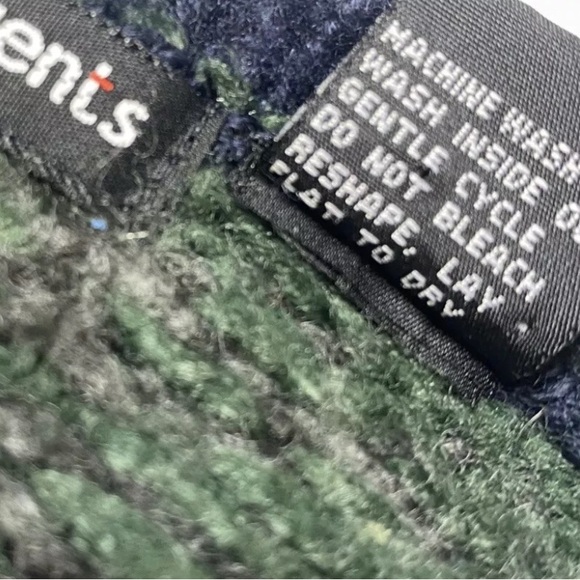 ents
MACHINE WASH
WASH INSIDE
GENTLE CYCLE
DO NOT BLEACH
RESHAPE, LAY
FLAT TO DRY